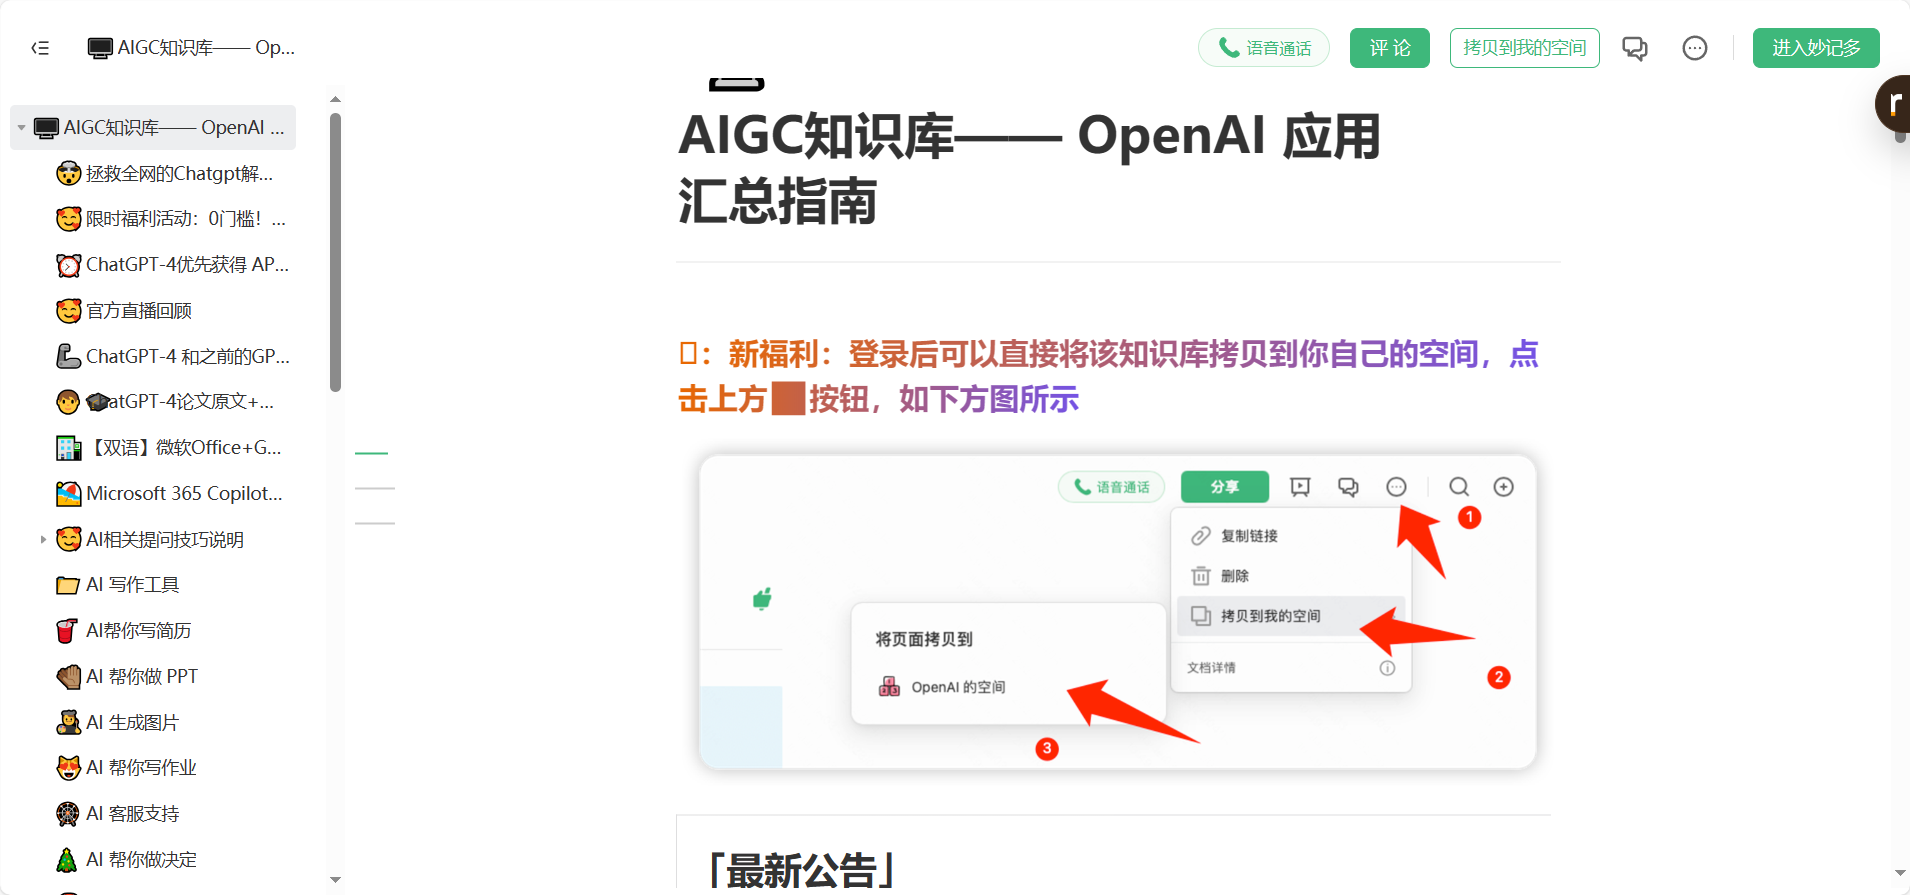 AIGC知识库—— Op...
语音通话
评 论
拷贝到我的空间
进入妙记多
AIGC知识库—— OpenAI ...
拯救全网的Chatgpt解...
限时福利活动：0门槛！...
ChatGPT-4优先获得 AP...
官方直播回顾
ChatGPT-4 和之前的GP...
atGPT-4论文原文+...
【双语】微软Office+G...
Microsoft 365 Copilot...
AI相关提问技巧说明
AI 写作工具
AI帮你写简历
AI 帮你做 PPT
AI 生成图片
AI 帮你写作业
AI 客服支持
AI 帮你做决定
r
AIGC知识库—— OpenAI 应用
汇总指南
：新福利：登录后可以直接将该知识库拷贝到你自己的空间，点
击上方 按钮，如下方图所示
语音通话
分享
1
复制链接
删除
拷贝到我的空间
文档详情
2
将页面拷贝到
OpenAI 的空间
3
「最新公告」